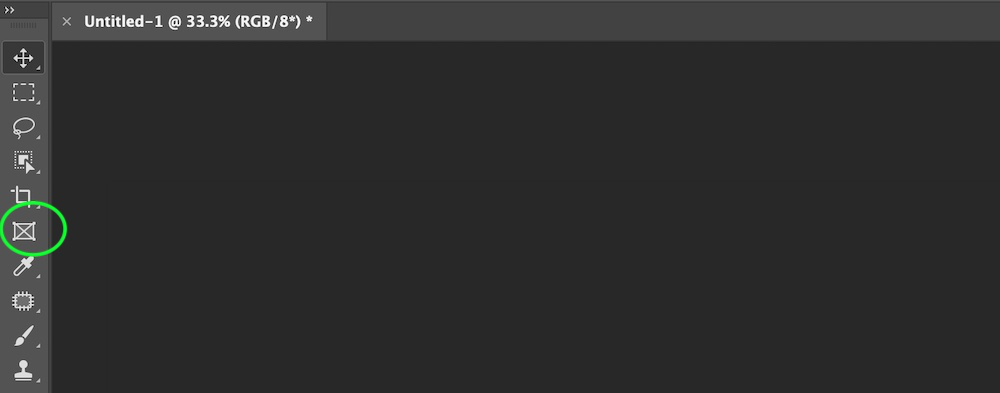 Untitled-1 @ 33.3% (RGB/8*) *